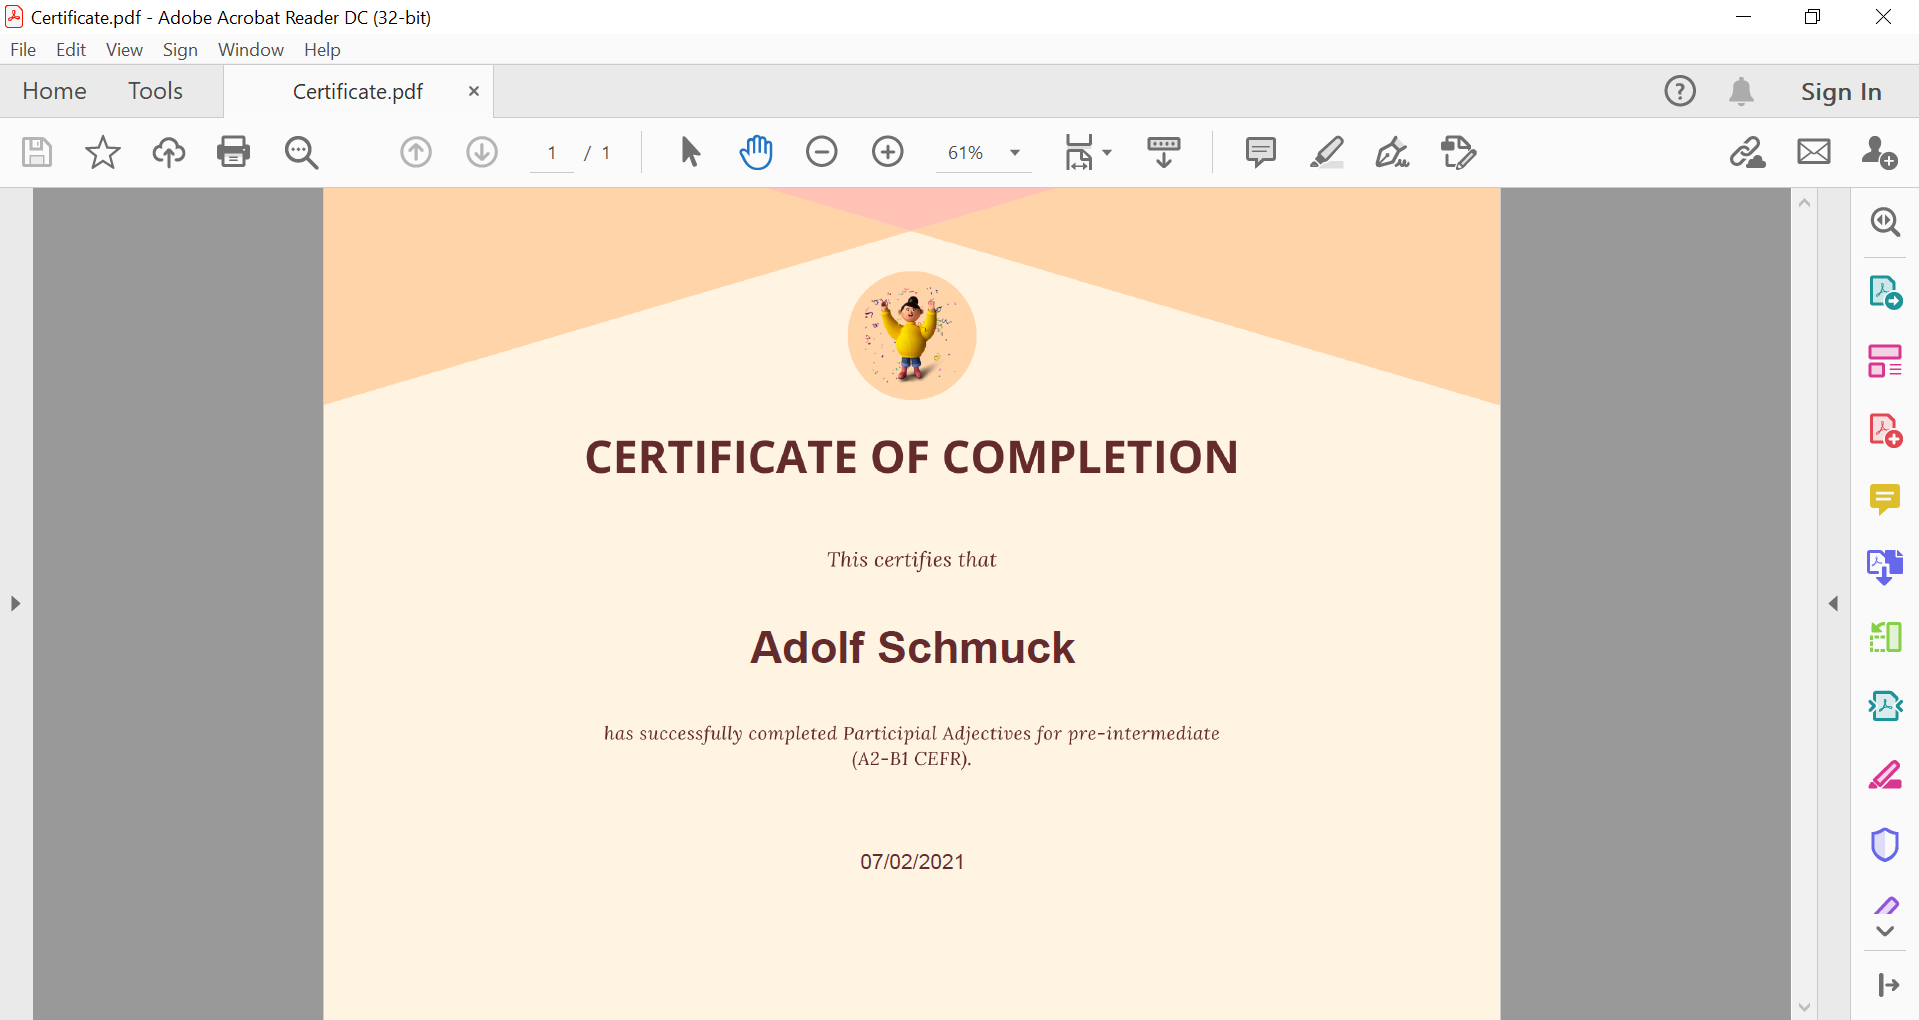 Certificate.pdf - Adobe Acrobat Reader DC (32-bit)
File Edit View Sign Window Help
Home Tools Certificate.pdf Sign In
1 / 1 61%
CERTIFICATE OF COMPLETION
This certifies that
Adolf Schmuck
has successfully completed Participial Adjectives for pre-intermediate
(A2-B1 CEFR).
07/02/2021